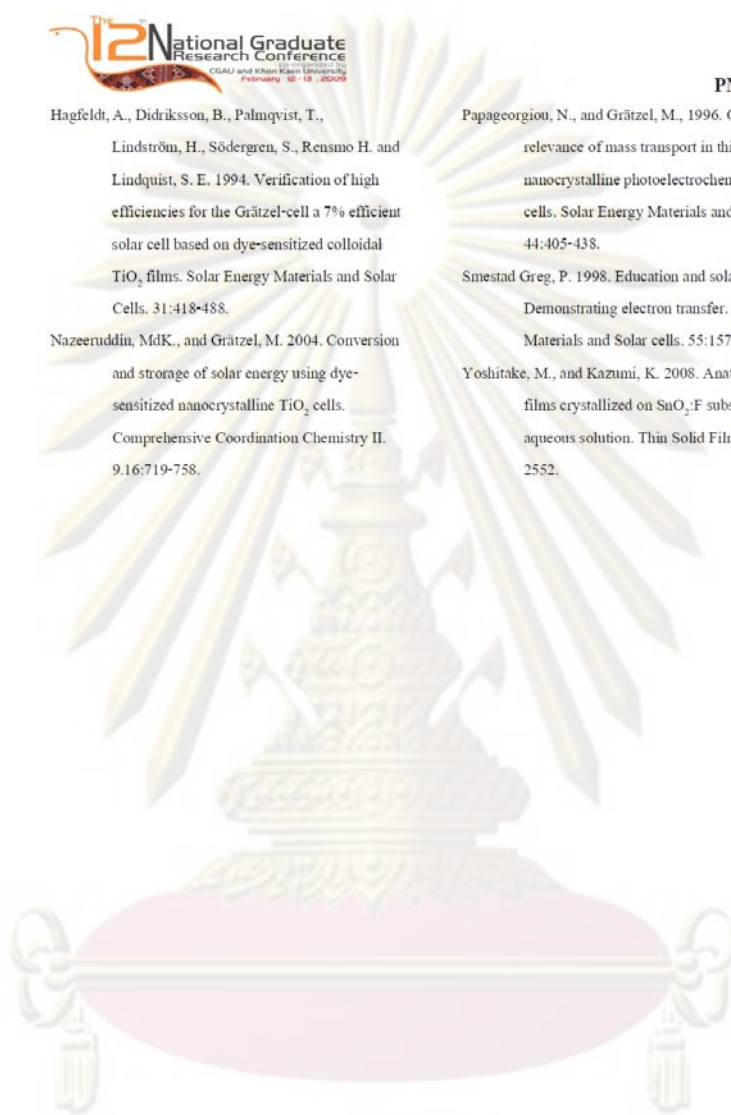 The 12th National Graduate
Research Conference
co-organized by
CGAU and Khon Kaen University
February 12 - 13, 2009
Hagfeldt, A., Didriksson, B., Palmqvist, T.,
Lindström, H., Södergren, S., Rensmo H. and
Lindquist, S. E. 1994. Verification of high
efficiencies for the Grätzel-cell a 7% efficient
solar cell based on dye-sensitized colloidal
TiO₂ films. Solar Energy Materials and Solar
Cells. 31:418-488.
Nazeeruddin, MdK., and Grätzel, M. 2004. Conversion
and strorage of solar energy using dye-
sensitized nanocrystalline TiO₂ cells.
Comprehensive Coordination Chemistry II.
9.16:719-758.
Papageorgiou, N., and Grätzel, M., 1996.
relevance of mass transport in
nanocrystalline
cells. Solar Energy Materials and
44:405-438.
Smestad Greg, P. 1998. Education and
Demonstrating electron transfer.
Materials and Solar cells. 55:157
Yoshitake, M., and Kazumi, K. 2008.
films crystallized on SnO₂:F
aqueous solution. Thin Solid
2552.